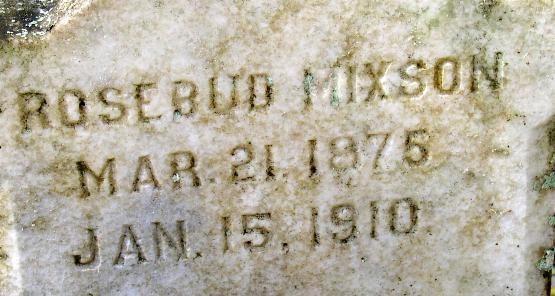 ROSEBUD MIXSON
MAR. 21, 1875
JAN. 15, 1910